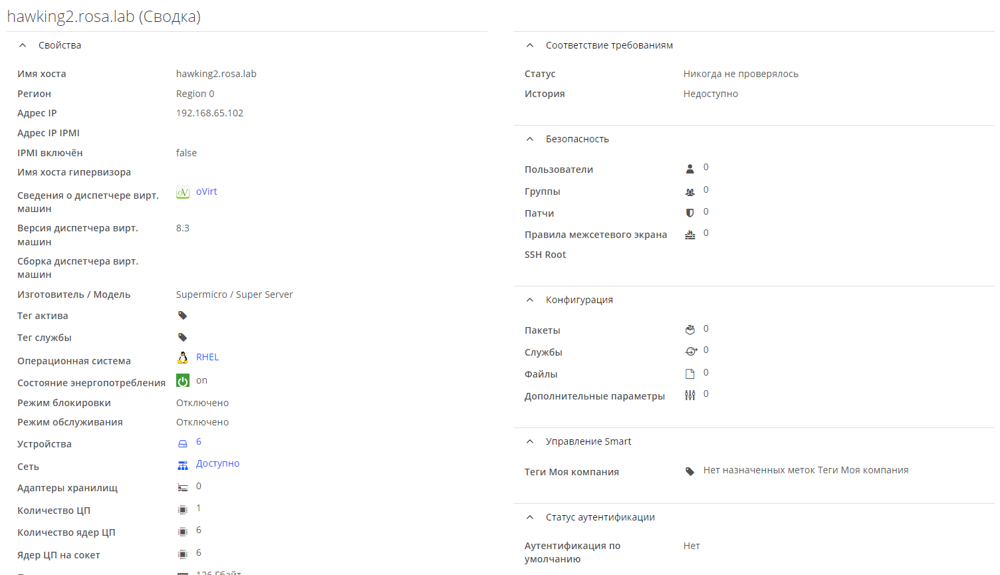 hawking2.rosa.lab (Сводка)
Свойства
Имя хоста hawking2.rosa.lab
Регион Region 0
Адрес IP 192.168.65.102
Адрес IP IPMI
IPMI включён false
Имя хоста гипервизора
Сведения о диспетчере вирт. oVirt
машин
Версия диспетчера вирт. 8.3
машин
Сборка диспетчера вирт.
машин
Изготовитель / Модель Supermicro / Super Server
Тег актива
Тег службы
Операционная система RHEL
Состояние энергопотребления on
Режим блокировки Отключено
Режим обслуживания Отключено
Устройства 6
Сеть Доступно
Адаптеры хранилищ 0
Количество ЦП 1
Количество ядер ЦП 6
Ядер ЦП на сокет 6
126 Гбайт
Соответствие требованиям
Статус Никогда не проверялось
История Недоступно
Безопасность
Пользователи 0
Группы 0
Патчи 0
Правила межсетевого экрана 0
SSH Root
Конфигурация
Пакеты 0
Службы 0
Файлы 0
Дополнительные параметры 0
Управление Smart
Теги Моя компания Нет назначенных меток Теги Моя компания
Статус аутентификации
Аутентификация по Нет
умолчанию